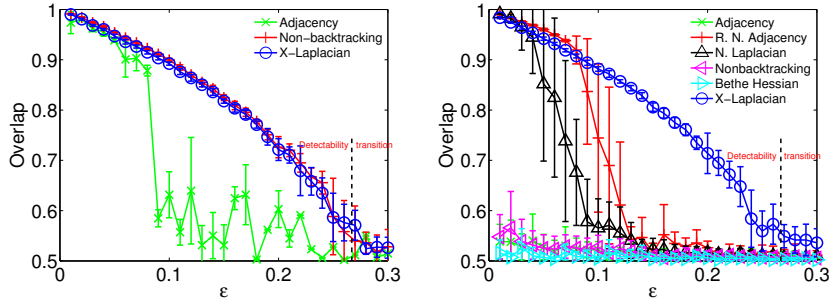 Adjacency
Non-backtracking
X-Laplacian
Overlap
1
0.9
0.8
0.7
0.6
0.5
Detectability transition
0
0.1
0.2
0.3
ε
Adjacency
R. N. Adjacency
N. Laplacian
Nonbacktracking
Bethe Hessian
X-Laplacian
Overlap
1
0.9
0.8
0.7
0.6
0.5
Detectability transition
0
0.1
0.2
0.3
ε